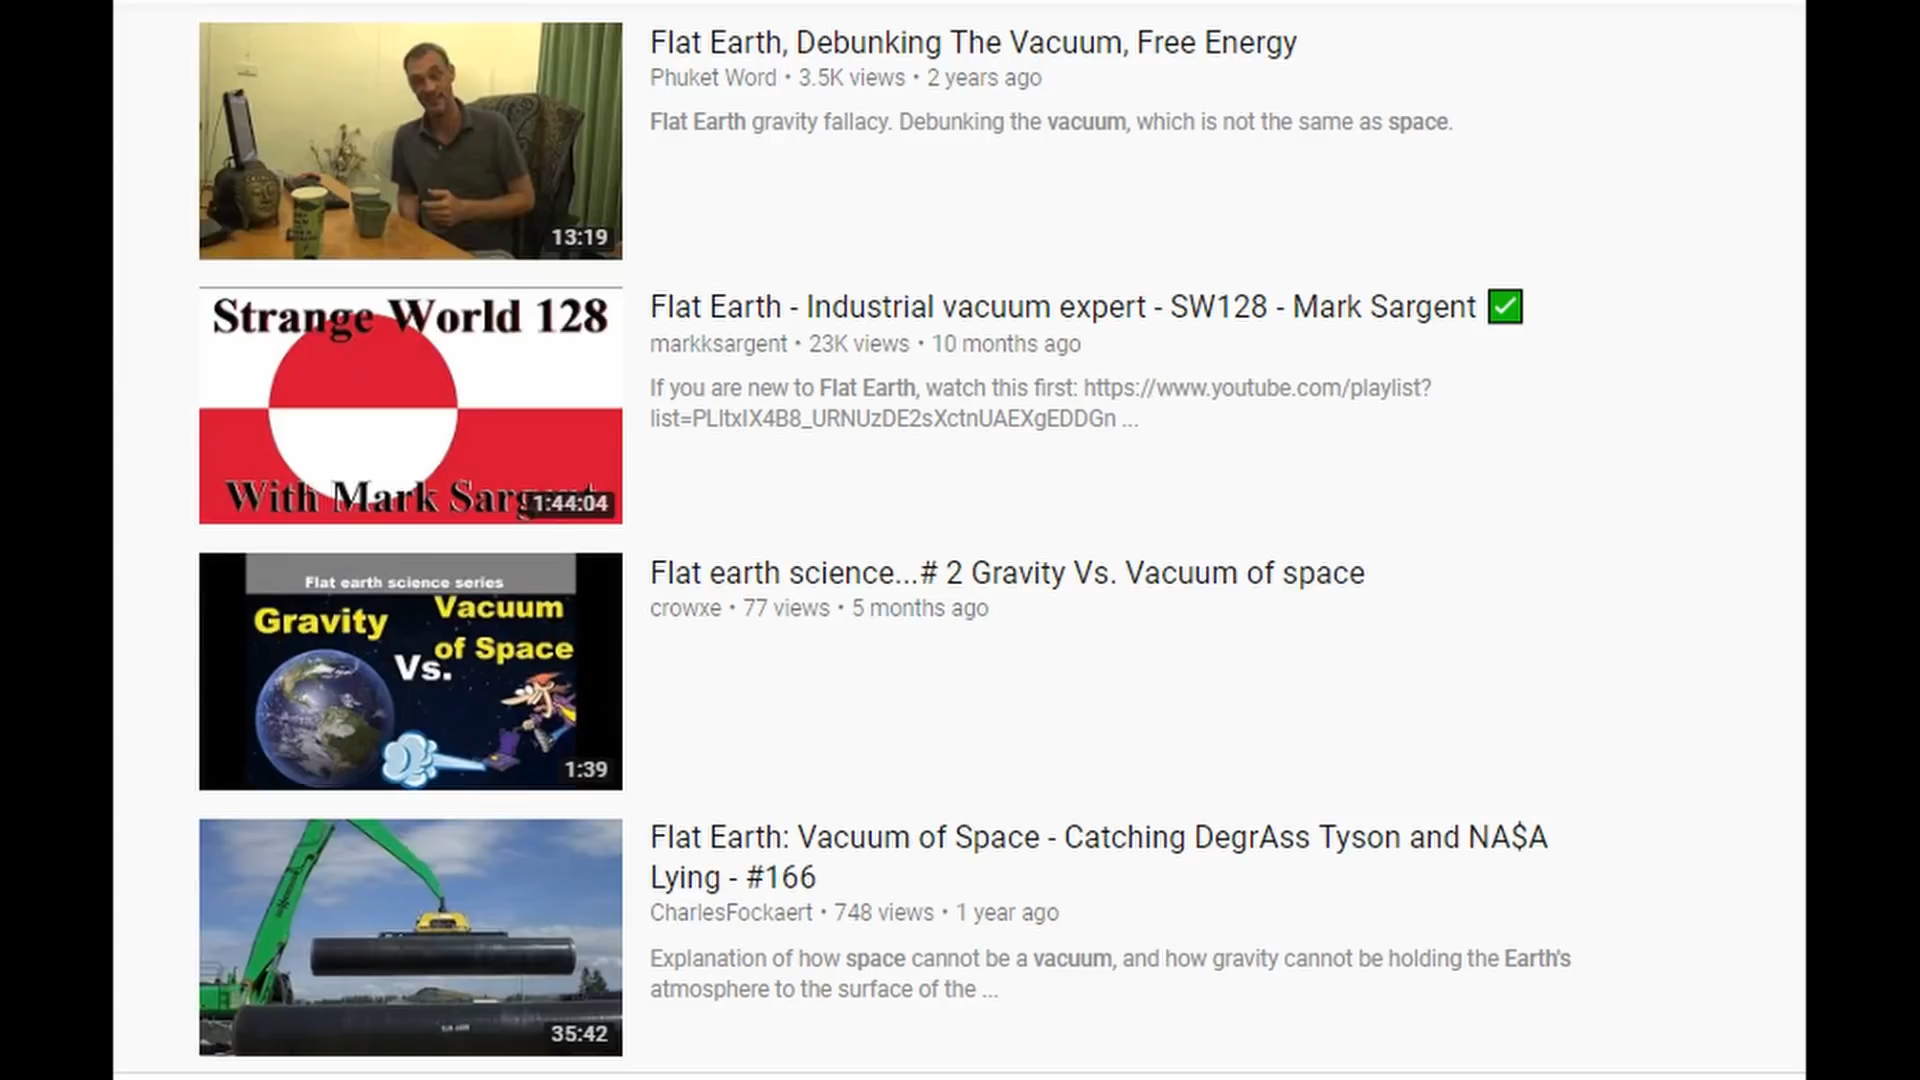 Flat Earth, Debunking The Vacuum, Free Energy
Phuket Word • 3.5K views • 2 years ago
Flat Earth gravity fallacy. Debunking the vacuum, which is not the same as space.
13:19
Strange World 128
With Mark Sargent
1:44:04
Flat Earth - Industrial vacuum expert - SW128 - Mark Sargent ✅
markksargent • 23K views • 10 months ago
If you are new to Flat Earth, watch this first: https://www.youtube.com/playlist?
list=PLltxIX4B8_URNUzDE2sXctnUAEXgEDDGn ...
Flat earth science series
Gravity
Vs.
Vacuum
of Space
1:39
Flat earth science...# 2 Gravity Vs. Vacuum of space
crowxe • 77 views • 5 months ago
35:42
Flat Earth: Vacuum of Space - Catching DegrAss Tyson and NA$A
Lying - #166
CharlesFockaert • 748 views • 1 year ago
Explanation of how space cannot be a vacuum, and how gravity cannot be holding the Earth's
atmosphere to the surface of the ...